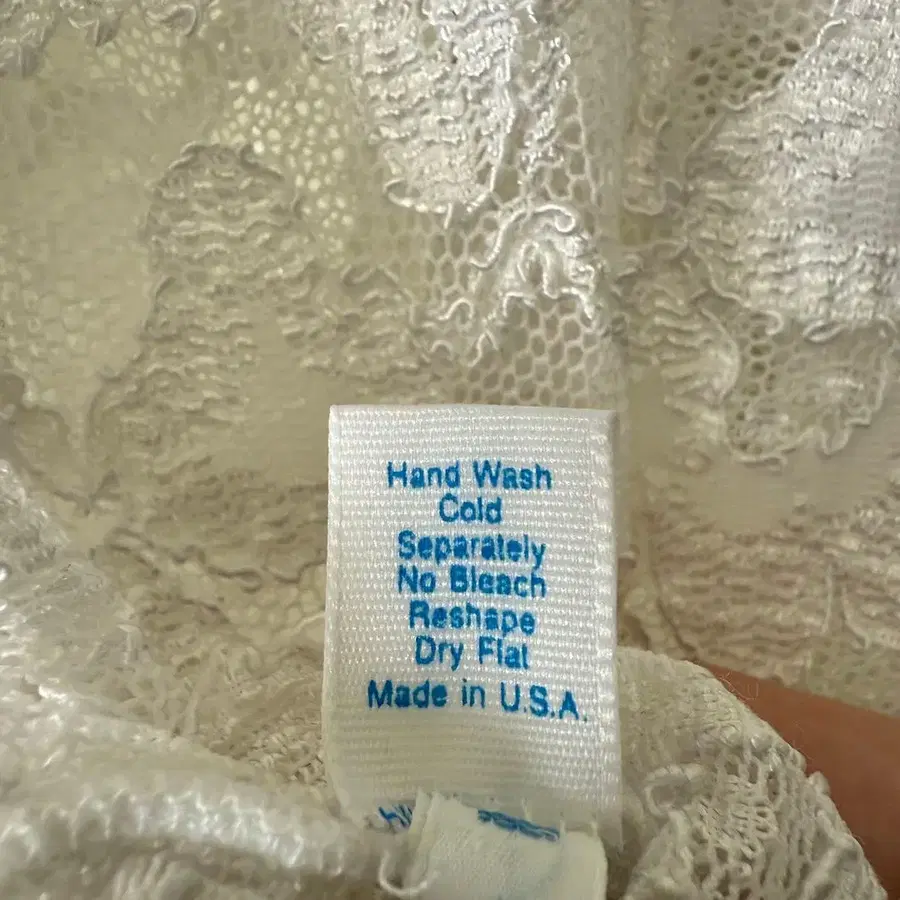 Hand Wash
Cold
Separately
No Bleach
Reshape
Dry Flat
Made in U.S.A.